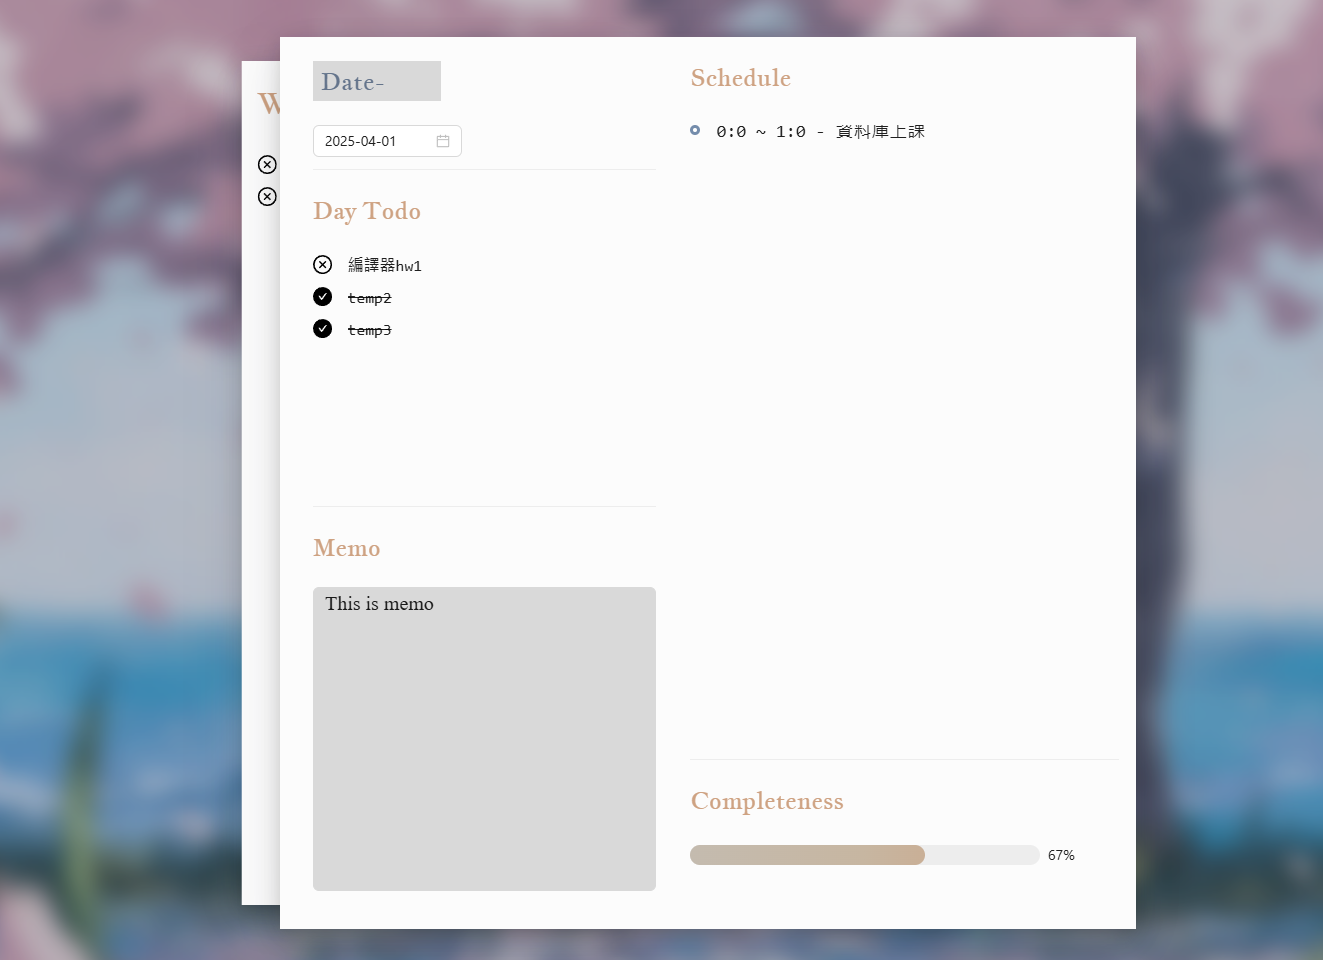 Date-
2025-04-01
Day Todo
編譯器hw1
temp2
temp3
Memo
This is memo
Schedule
0:0 ~ 1:0 - 資料庫上課
Completeness
67%